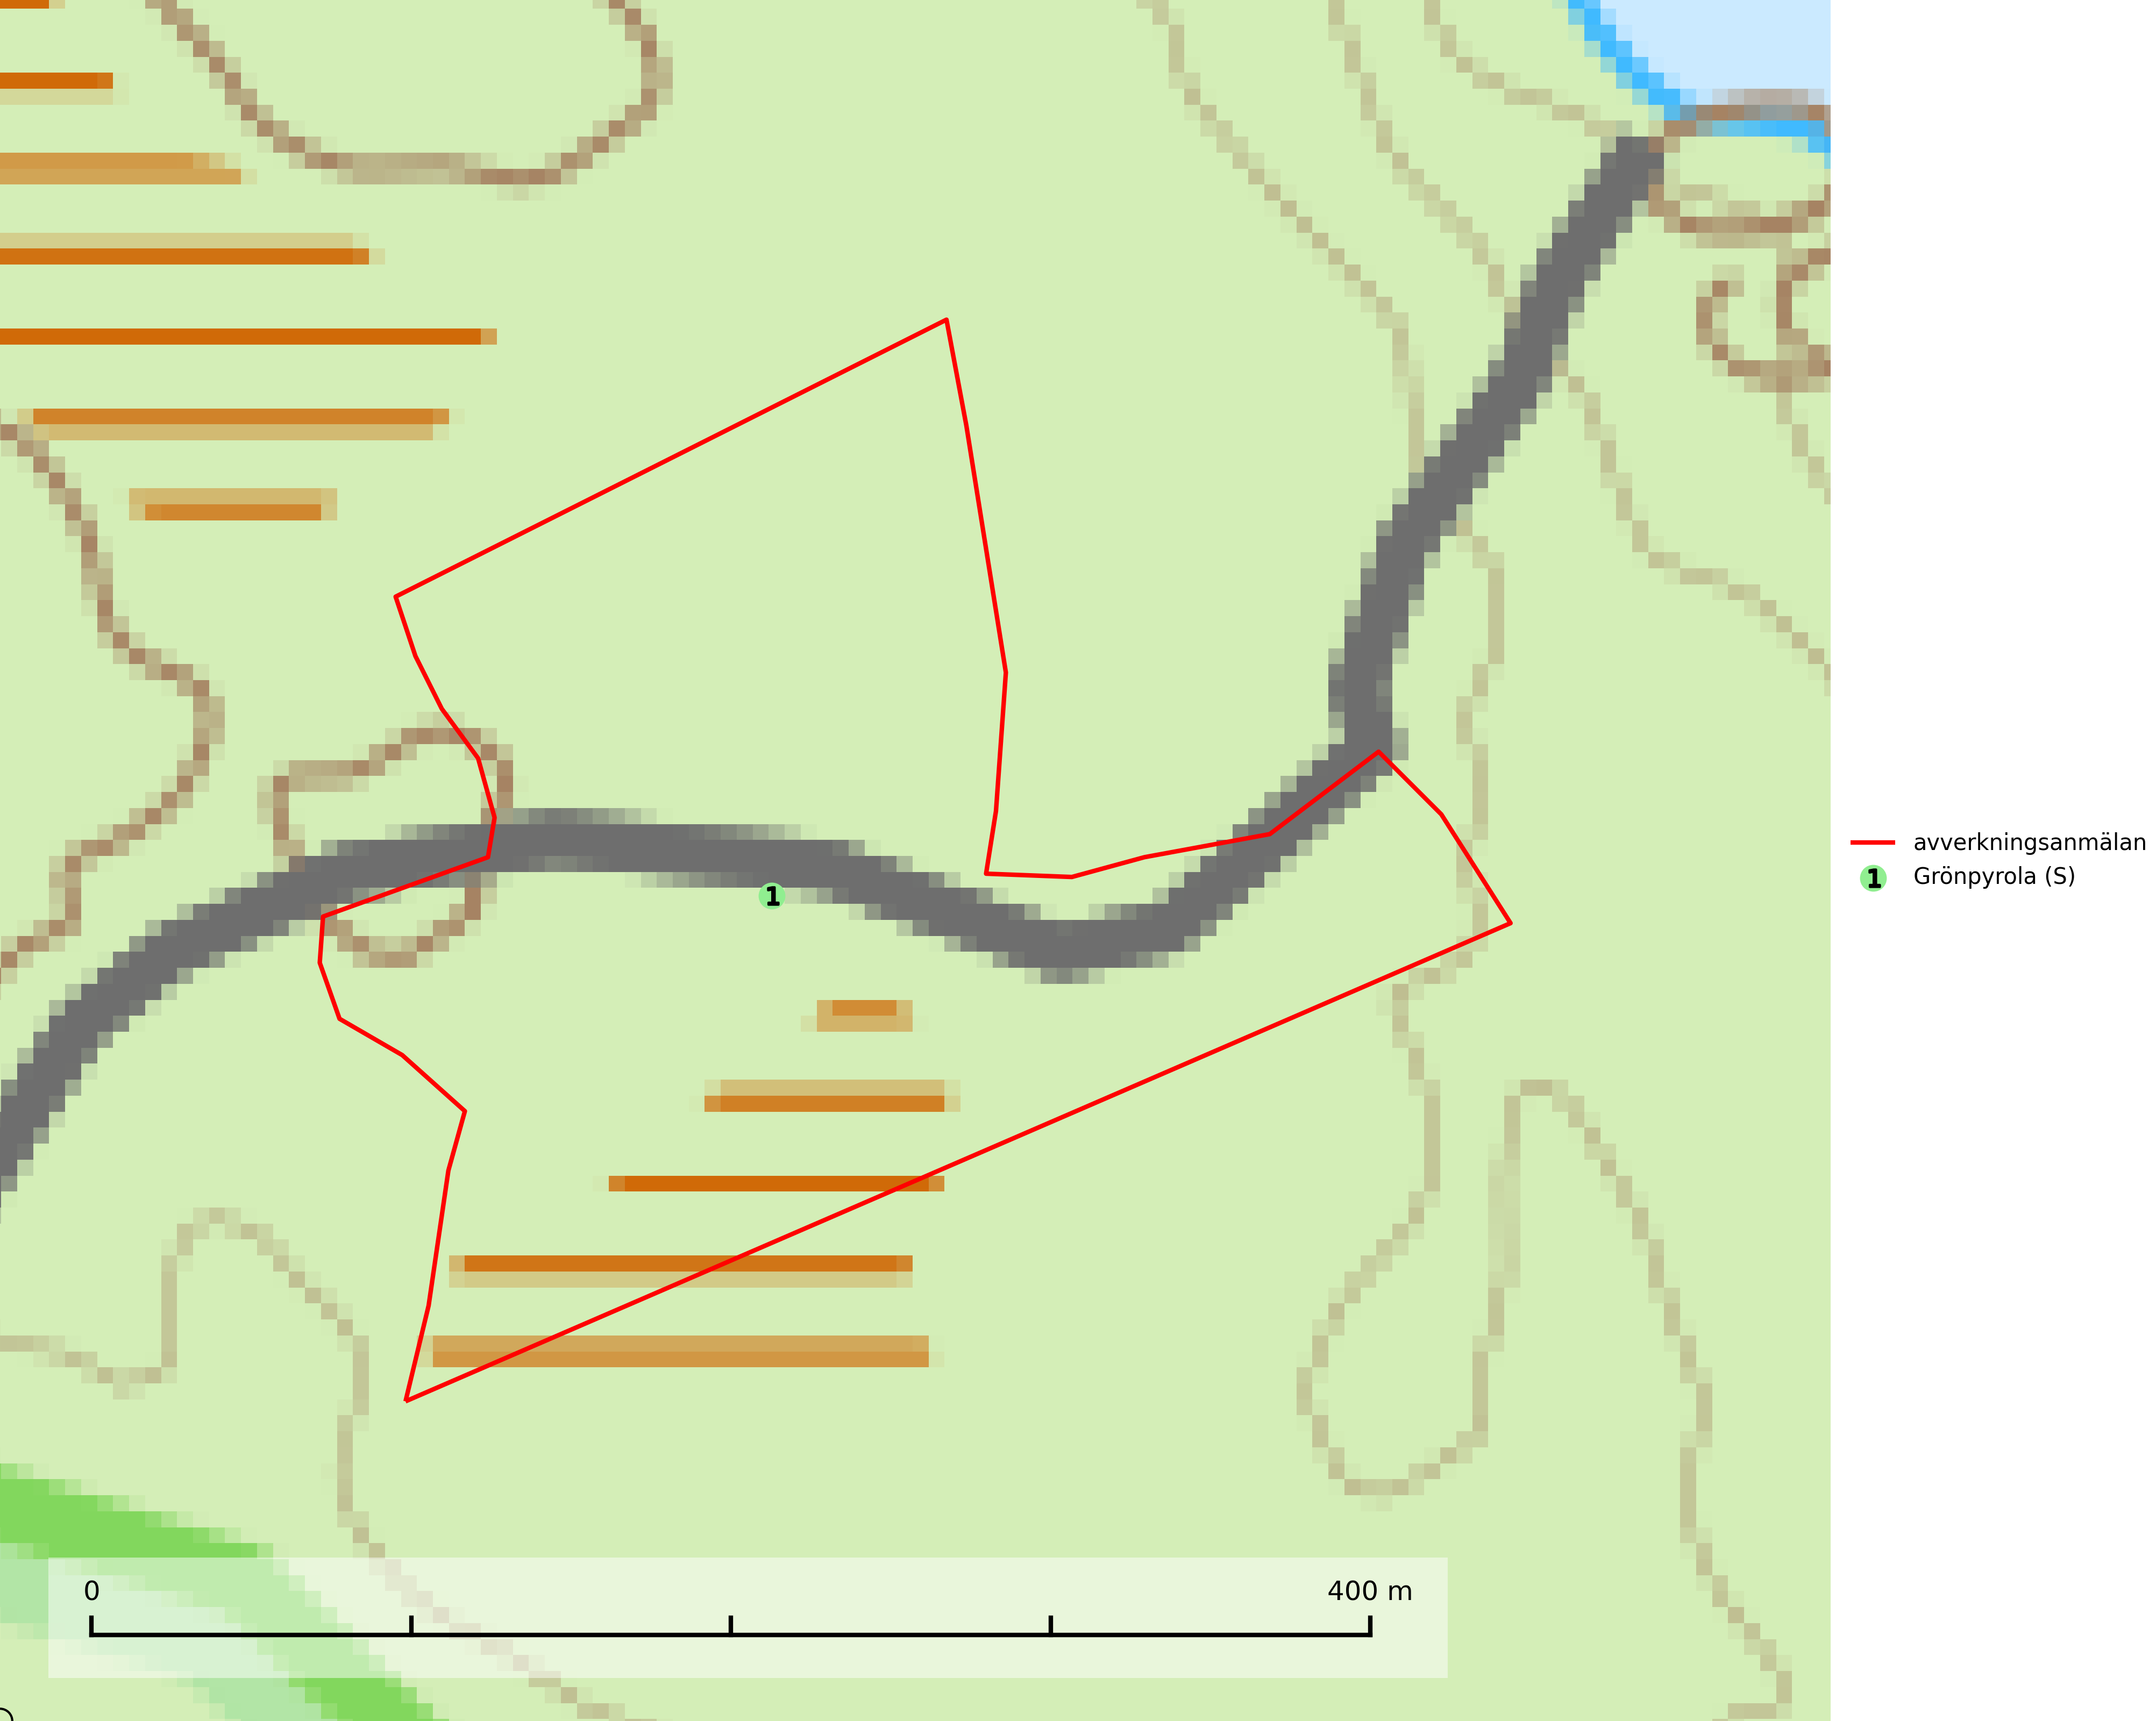 avverkningsanmälan
1 Grönpyrola (S)
1
0 400 m